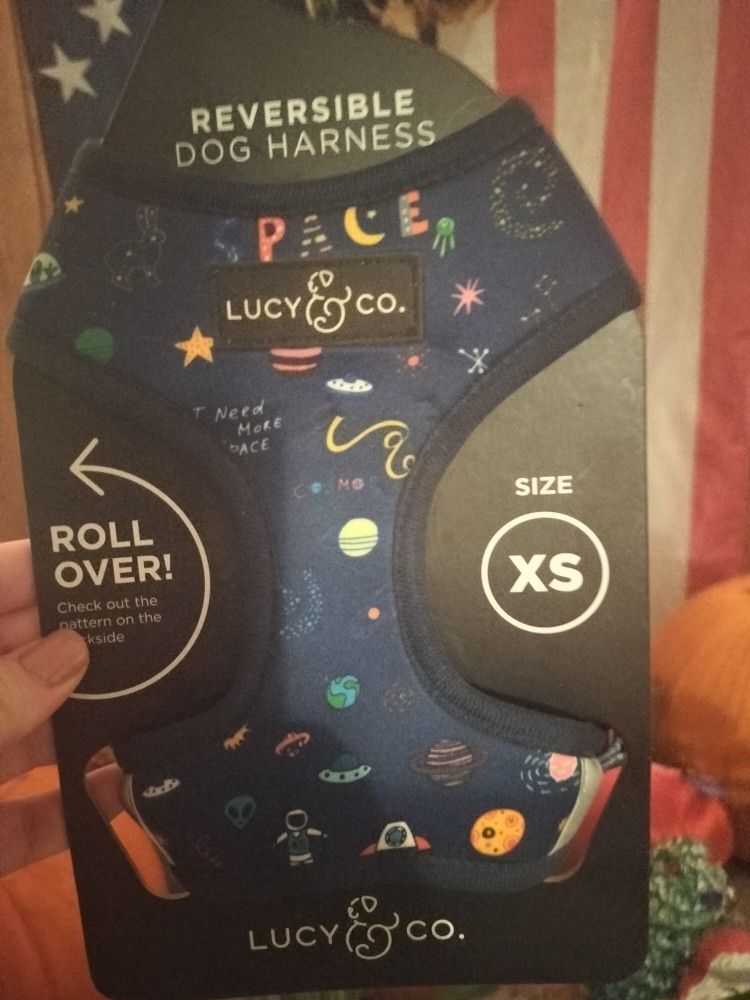 REVERSIBLE
DOG HARNESS
SPACE
LUCY & CO.
I Need
MORE
SPACE
COSMOS
ROLL
OVER!
Check out the
pattern on the
SIZE
XS
LUCY & CO.